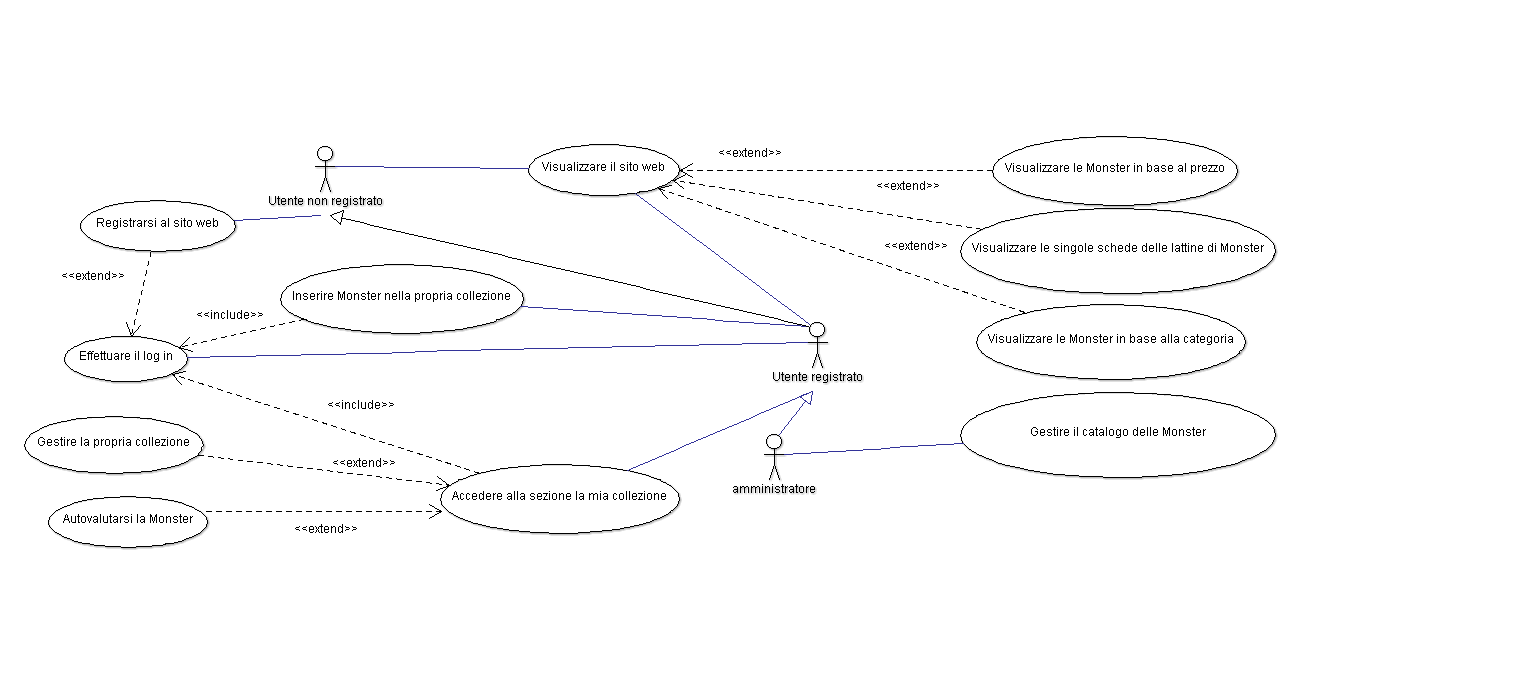 <<extend>>
Visualizzare il sito web
Visualizzare le Monster in base al prezzo
<<extend>>
Utente non registrato
Registrarsi al sito web
<<extend>>
Visualizzare le singole schede delle lattine di Monster
<<extend>>
Inserire Monster nella propria collezione
<<include>>
Visualizzare le Monster in base alla categoria
Effettuare il log in
Utente registrato
<<include>>
Gestire il catalogo delle Monster
Gestire la propria collezione
<<extend>>
amministratore
Accedere alla sezione la mia collezione
Autovalutarsi la Monster
<<extend>>